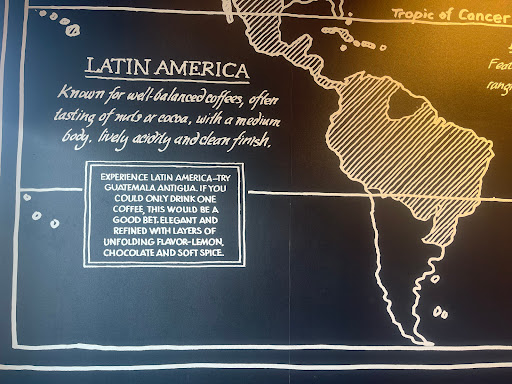 Tropic of Cancer
LATIN AMERICA
Known for well-balanced coffees, often
tasting of nuts or cocoa, with a medium
body, lively acidity and clean finish.
EXPERIENCE LATIN AMERICA–TRY
GUATEMALA ANTIGUA. IF YOU
COULD ONLY DRINK ONE
COFFEE, THIS WOULD BE A
GOOD BET. ELEGANT AND
REFINED WITH LAYERS OF
UNFOLDING FLAVOR–LEMON,
CHOCOLATE AND SOFT SPICE.